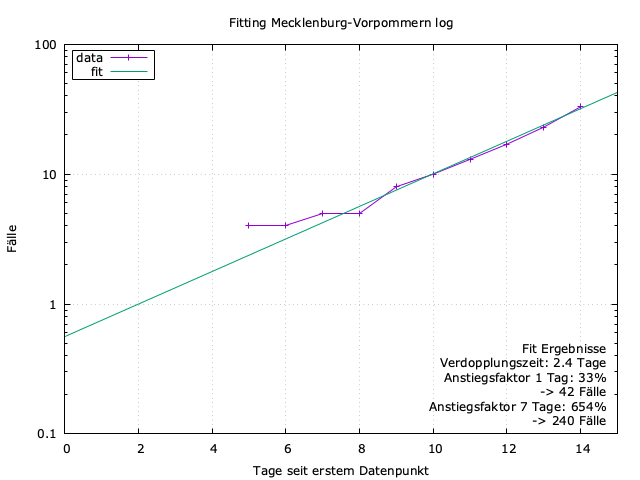 Fitting Mecklenburg-Vorpommern log
100
10
1
0.1
Fälle
data
fit
Fit Ergebnisse
Verdopplungszeit: 2.4 Tage
Anstiegsfaktor 1 Tag: 33%
-> 42 Fälle
Anstiegsfaktor 7 Tage: 654%
-> 240 Fälle
0 2 4 6 8 10 12 14
Tage seit erstem Datenpunkt